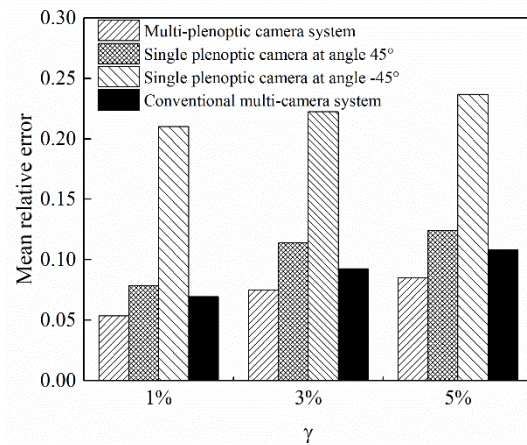 0.30
0.25
0.20
0.15
0.10
0.05
0.00
Mean relative error
Multi-plenoptic camera system
Single plenoptic camera at angle 45°
Single plenoptic camera at angle -45°
Conventional multi-camera system
1% 3% 5%
γ